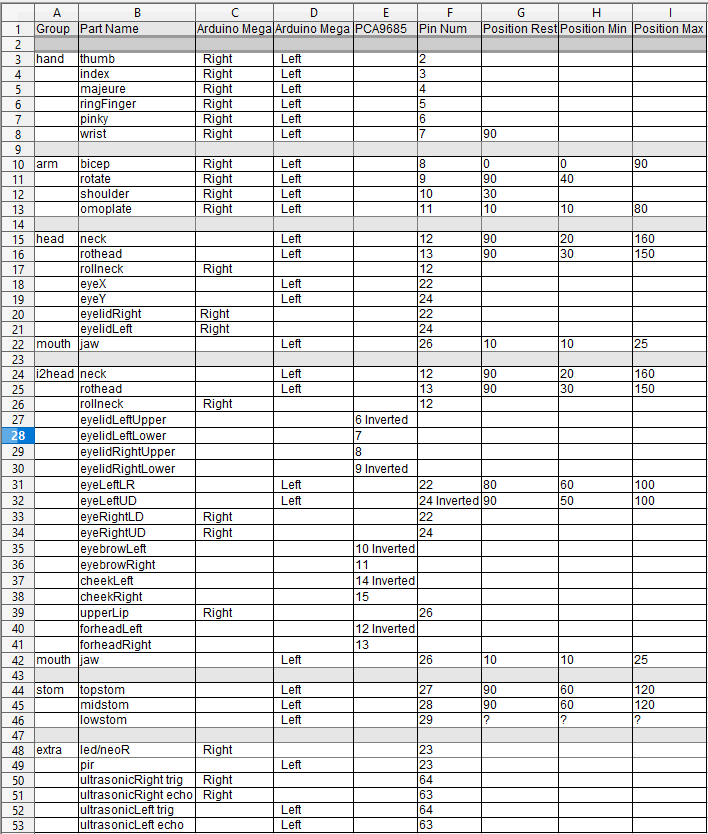 A B C D E F G H I
1 Group Part Name Arduino Mega Arduino Mega PCA9685 Pin Num Position Rest Position Min Position Max
2
3 hand thumb Right Left 2
4 index Right Left 3
5 majeure Right Left 4
6 ringFinger Right Left 5
7 pinky Right Left 6
8 wrist Right Left 7 90
9
10 arm bicep Right Left 8 0 0 90
11 rotate Right Left 9 90 40
12 shoulder Right Left 10 30
13 omoplate Right Left 11 10 10 80
14
15 head neck Left 12 90 20 160
16 rothead Left 13 90 30 150
17 rollneck Right 12
18 eyeX Left 22
19 eyeY Left 24
20 eyelidRight Right 22
21 eyelidLeft Right 24
22 mouth jaw Left 26 10 10 25
23
24 i2head neck Left 12 90 20 160
25 rothead Left 13 90 30 150
26 rollneck Right 12
27 eyelidLeftUpper 6 Inverted
28 eyelidLeftLower 7
29 eyelidRightUpper 8
30 eyelidRightLower 9 Inverted
31 eyeLeftLR Left 22 80 60 100
32 eyeLeftUD Left 24 Inverted 90 50 100
33 eyeRightLD Right 22
34 eyeRightUD Right 24
35 eyebrowLeft 10 Inverted
36 eyebrowRight 11
37 cheekLeft 14 Inverted
38 cheekRight 15
39 upperLip Right 26
40 forheadLeft 12 Inverted
41 forheadRight 13
42 mouth jaw Left 26 10 10 25
43
44 stom topstom Left 27 90 60 120
45 midstom Left 28 90 60 120
46 lowstom Left 29 ? ? ?
47
48 extra led/neoR Right 23
49 pir Left 23
50 ultrasonicRight trig Right 64
51 ultrasonicRight echo Right 63
52 ultrasonicLeft trig Left 64
53 ultrasonicLeft echo Left 63